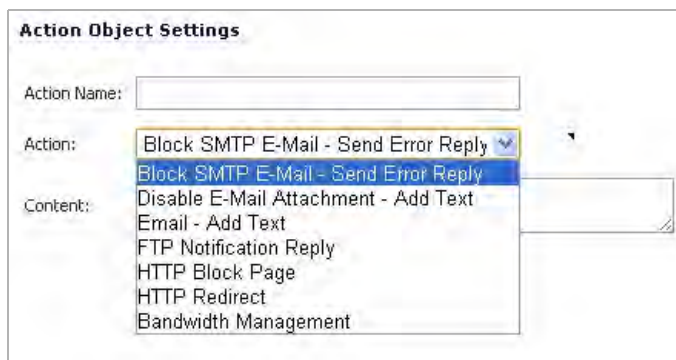 Action Object Settings
Action Name:
Action: Block SMTP E-Mail - Send Error Reply
Block SMTP E-Mail - Send Error Reply
Disable E-Mail Attachment - Add Text
Content:
Email - Add Text
FTP Notification Reply
HTTP Block Page
HTTP Redirect
Bandwidth Management